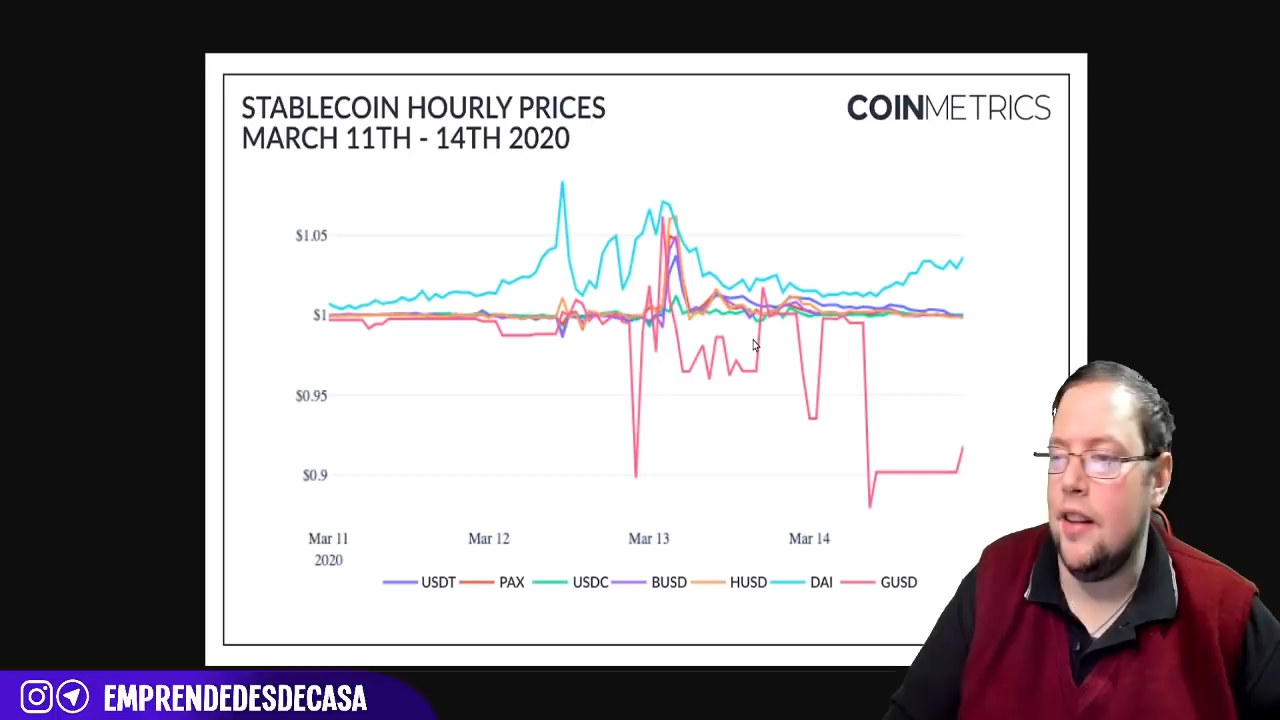 STABLECOIN HOURLY PRICES
MARCH 11TH - 14TH 2020
COINMETRICS
$1.05
$1
$0.95
$0.9
Mar 11
2020
Mar 12
Mar 13
Mar 14
USDT
PAX
USDC
BUSD
HUSD
DAI
GUSD
EMPRENDEDESDECASA